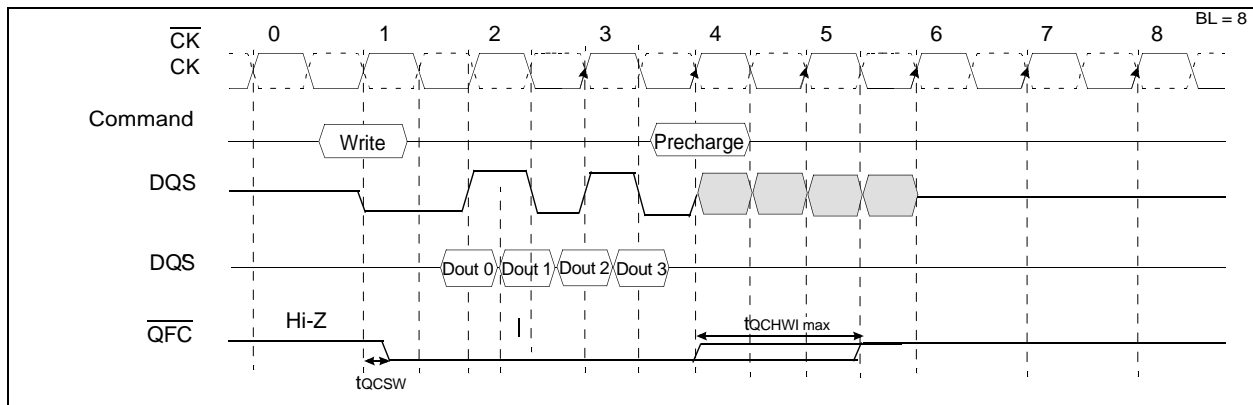 BL = 8
CK 0 1 2 3 4 5 6 7 8
CK
Command
Write Precharge
DQS
DQS
Dout 0 Dout 1 Dout 2 Dout 3
QFC Hi-Z tQCHWI max
tQCSW